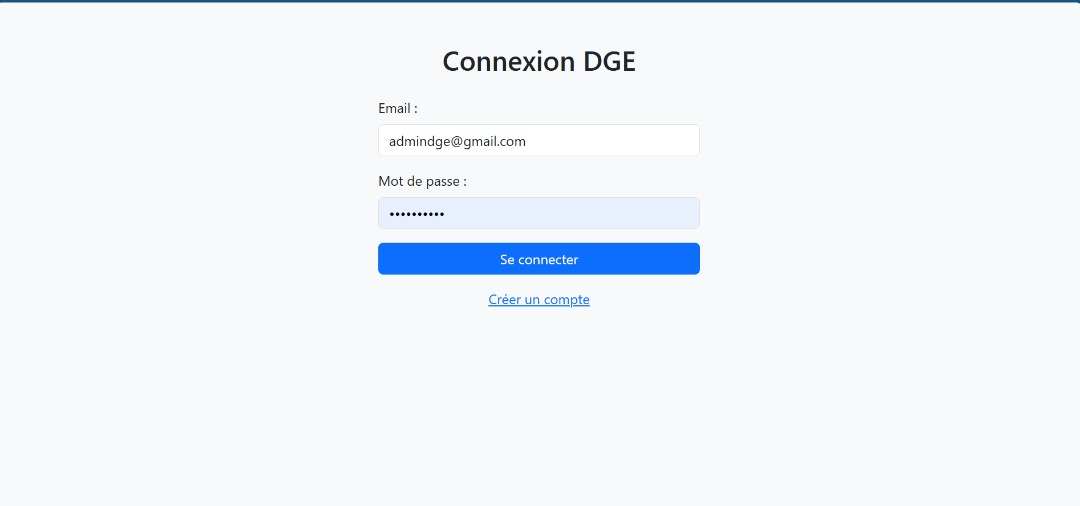 Connexion DGE
Email :
admindge@gmail.com
Mot de passe :
••••••••••
Se connecter
Créer un compte